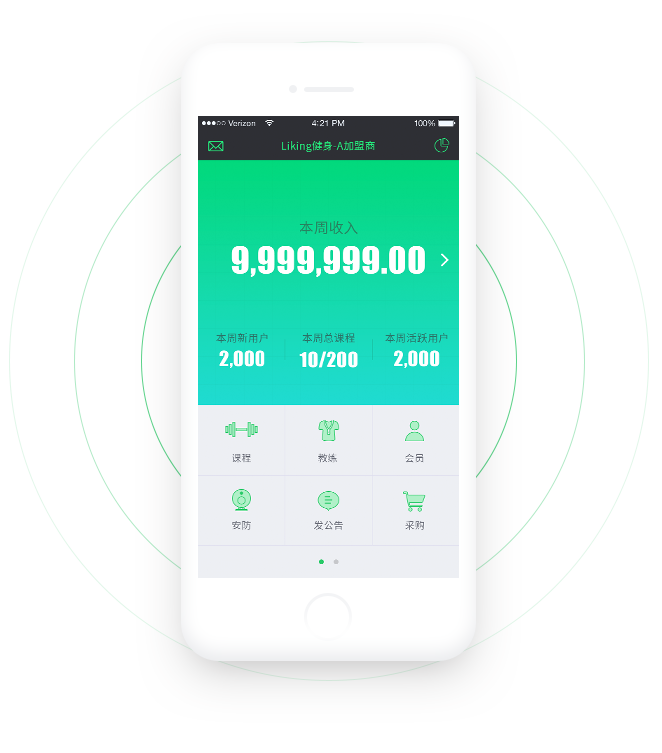 Verizon 4:21 PM 100%
Liking健身-A加盟商
本周收入
9,999,999.00
本周新用户 本周总课程 本周活跃用户
2,000 10/200 2,000
课程 教练 会员
安防 发公告 采购